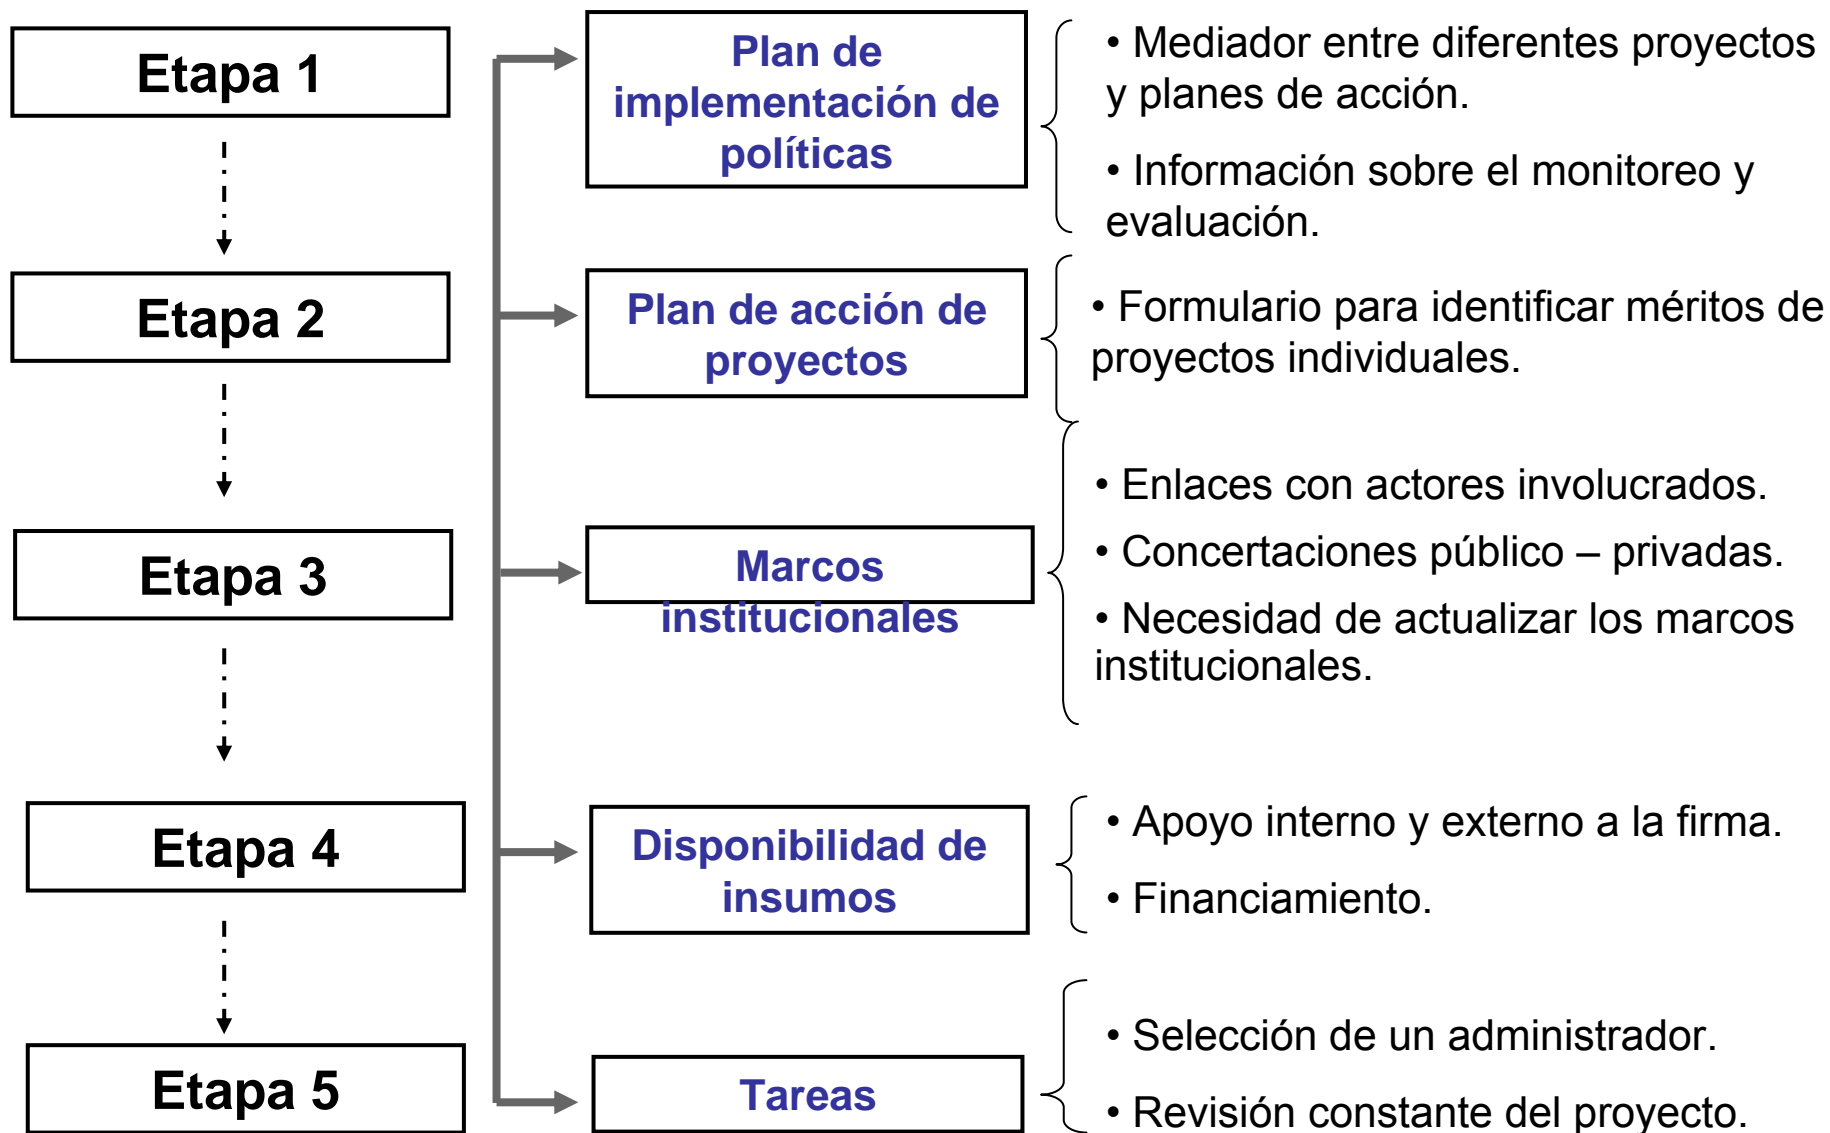 Etapa 1
Plan de
implementación de
políticas
• Mediador entre diferentes proyectos
y planes de acción.
• Información sobre el monitoreo y
evaluación.
Etapa 2
Plan de acción de
proyectos
• Formulario para identificar méritos de
proyectos individuales.
Etapa 3
Marcos
institucionales
• Enlaces con actores involucrados.
• Concertaciones público – privadas.
• Necesidad de actualizar los marcos
institucionales.
Etapa 4
Disponibilidad de
insumos
• Apoyo interno y externo a la firma.
• Financiamiento.
Etapa 5
Tareas
• Selección de un administrador.
• Revisión constante del proyecto.